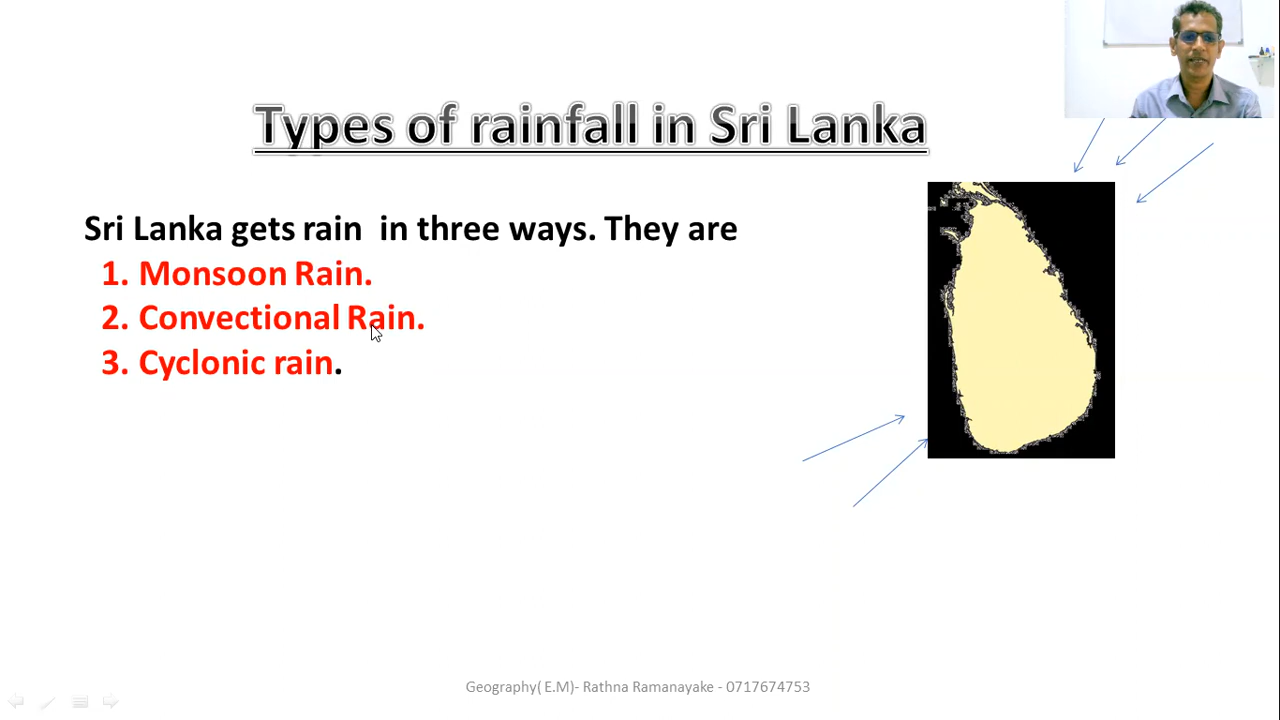 Types of rainfall in Sri Lanka
Sri Lanka gets rain in three ways. They are
1. Monsoon Rain.
2. Convectional Rain.
3. Cyclonic rain.
Geography( E.M)- Rathna Ramanayake - 0717674753